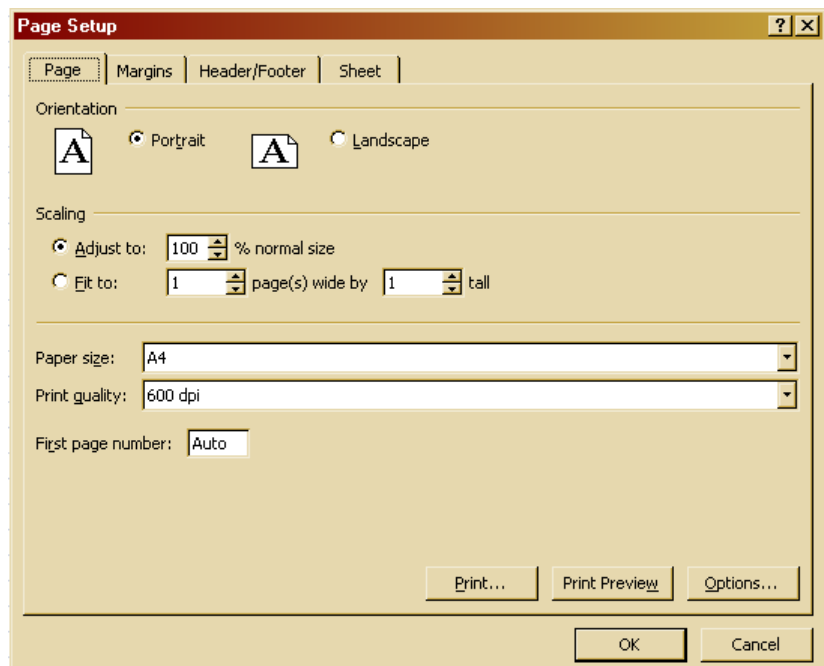 Page Setup
Page Margins Header/Footer Sheet
Orientation
A Portrait A Landscape
Scaling
Adjust to: 100 % normal size
Fit to: 1 page(s) wide by 1 tall
Paper size: A4
Print quality: 600 dpi
First page number: Auto
Print... Print Preview Options...
OK Cancel